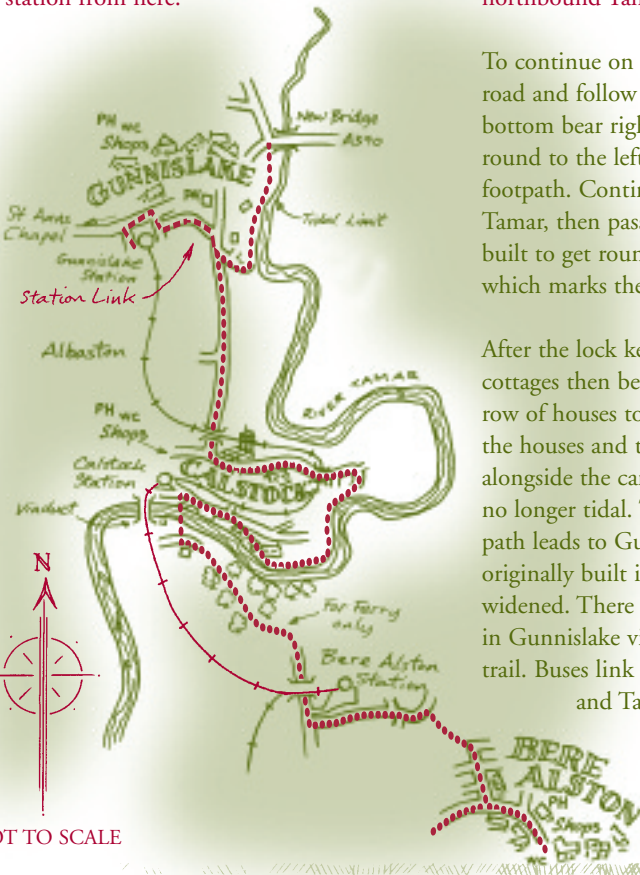 station from here.
To continue on
road and follow
bottom bear righ
round to the left
footpath. Contin
Tamar, then pass
built to get roun
which marks the
After the lock ke
cottages then be
row of houses to
the houses and t
alongside the ca
no longer tidal.
path leads to Gu
originally built i
widened. There
in Gunnislake vi
trail. Buses link
and Ta
New Bridge
A390
PH WC
Shops
GUNNISLAKE
Tidal Limit
St Anns
Chapel
Gunnislake
Station
Station Link
Albaston
RIVER TAMAR
PH WC
Shops
CALSTOCK
Calstock
Station
Viaduct
For Ferry
only
Bere Alston
Station
N
BERE
ALSTON
PH
Shops
WC
OT TO SCALE